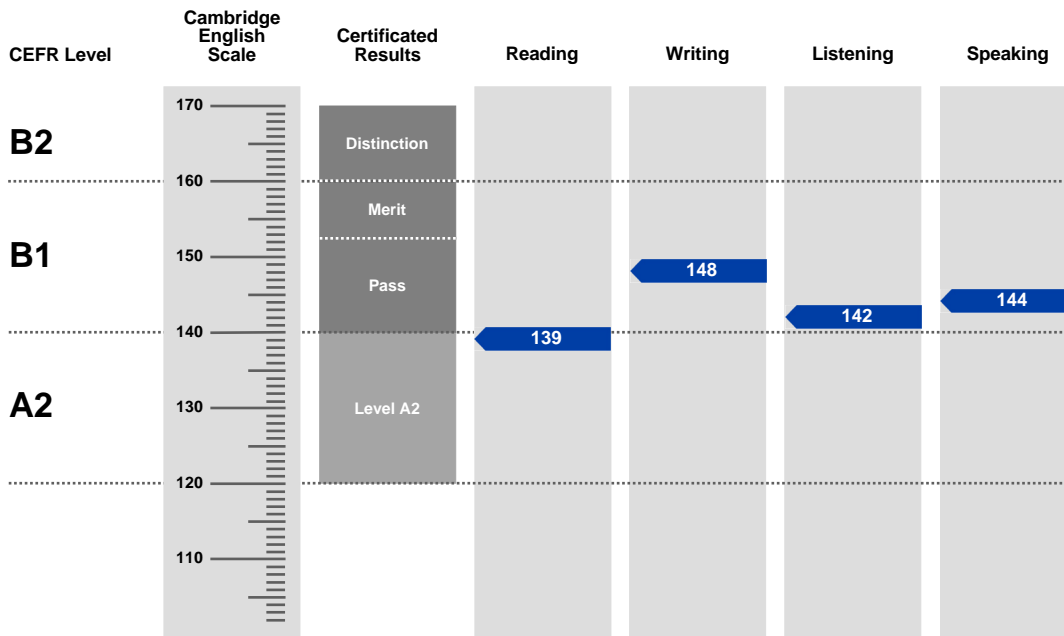 CEFR Level
Cambridge
English
Scale
Certificated
Results
Reading
Writing
Listening
Speaking
170
B2
Distinction
160
Merit
B1
150
148
Pass
144
142
140
139
A2
130
Level A2
120
110